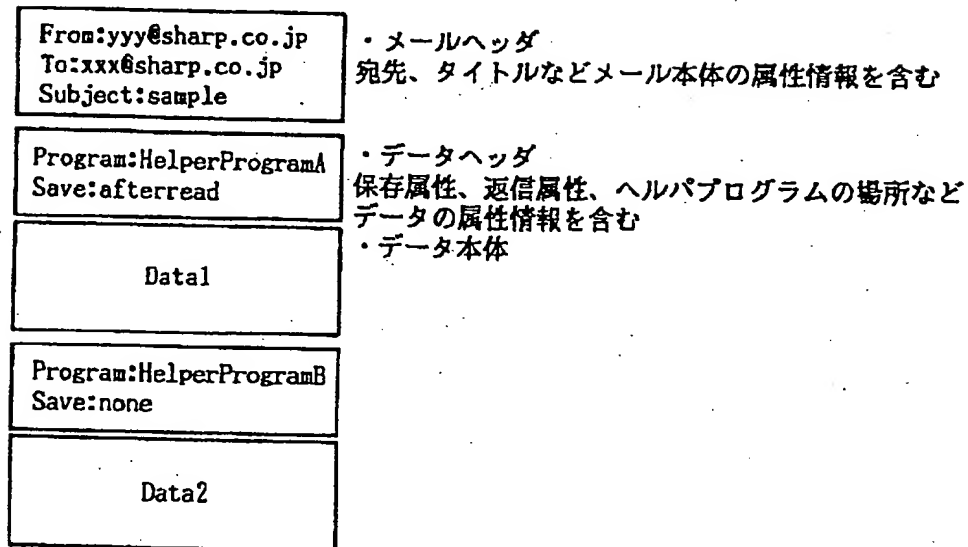 From:yyy@sharp.co.jp
To:xxx@sharp.co.jp
Subject:sample
・メールヘッダ
宛先、タイトルなどメール本体の属性情報を含む
Program:HelperProgramA
Save:afterread
・データヘッダ
保存属性、返信属性、ヘルパプログラムの場所など
データの属性情報を含む
・データ本体
Data1
Program:HelperProgramB
Save:none
Data2